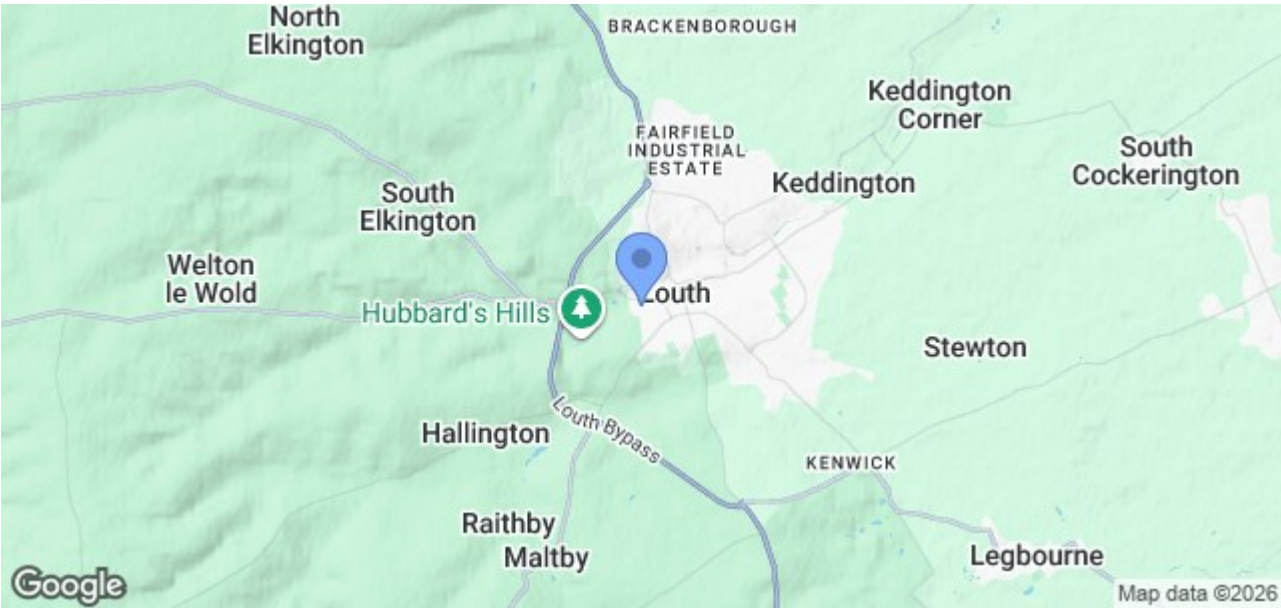 North
Elkington
BRACKENBOROUGH
Keddington
Corner
FAIRFIELD
INDUSTRIAL
ESTATE
South
Cockerington
Keddington
South
Elkington
Welton
le Wold
Hubbard's Hills
Louth
Stewton
Louth Bypass
Hallington
KENWICK
Raithby
Maltby
Legbourne
Google
Map data ©2026